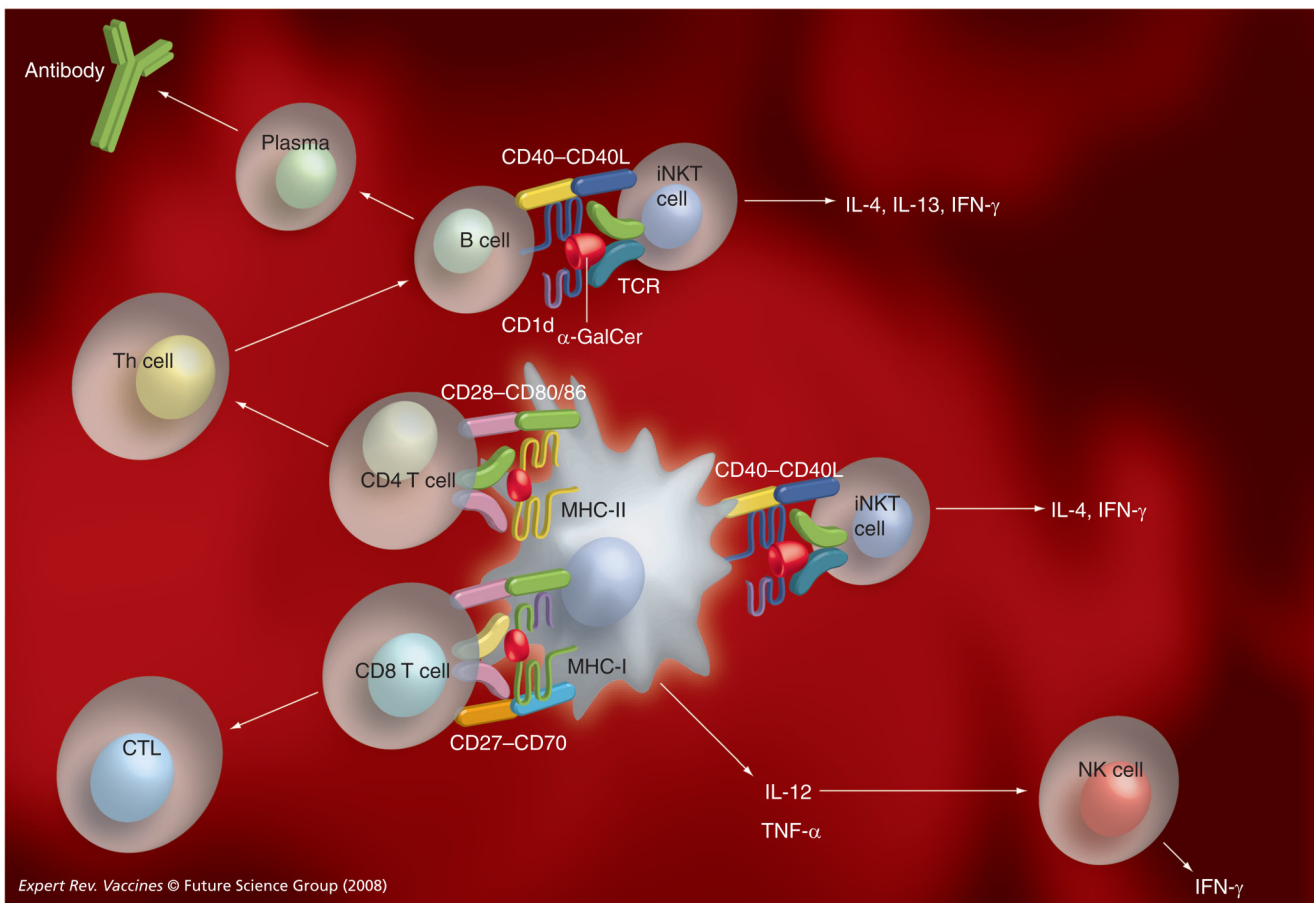 Antibody
Plasma
CD40–CD40L
iNKT
cell
IL-4, IL-13, IFN-γ
B cell
TCR
CD1d
α-GalCer
Th cell
CD28–CD80/86
CD4 T cell
MHC-II
CD40–CD40L
iNKT
cell
IL-4, IFN-γ
CD8 T cell
MHC-I
CD27–CD70
CTL
IL-12
TNF-α
NK cell
IFN-γ
Expert Rev. Vaccines © Future Science Group (2008)